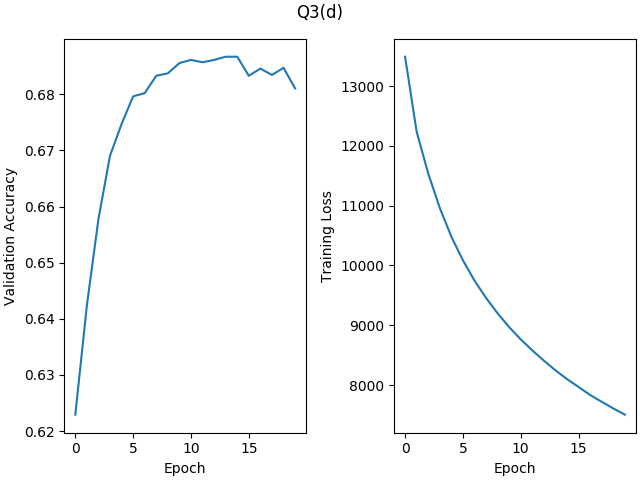 Q3(d)
Validation Accuracy
0.68
0.67
0.66
0.65
0.64
0.63
0.62
0 5 10 15
Epoch
Training Loss
13000
12000
11000
10000
9000
8000
0 5 10 15
Epoch